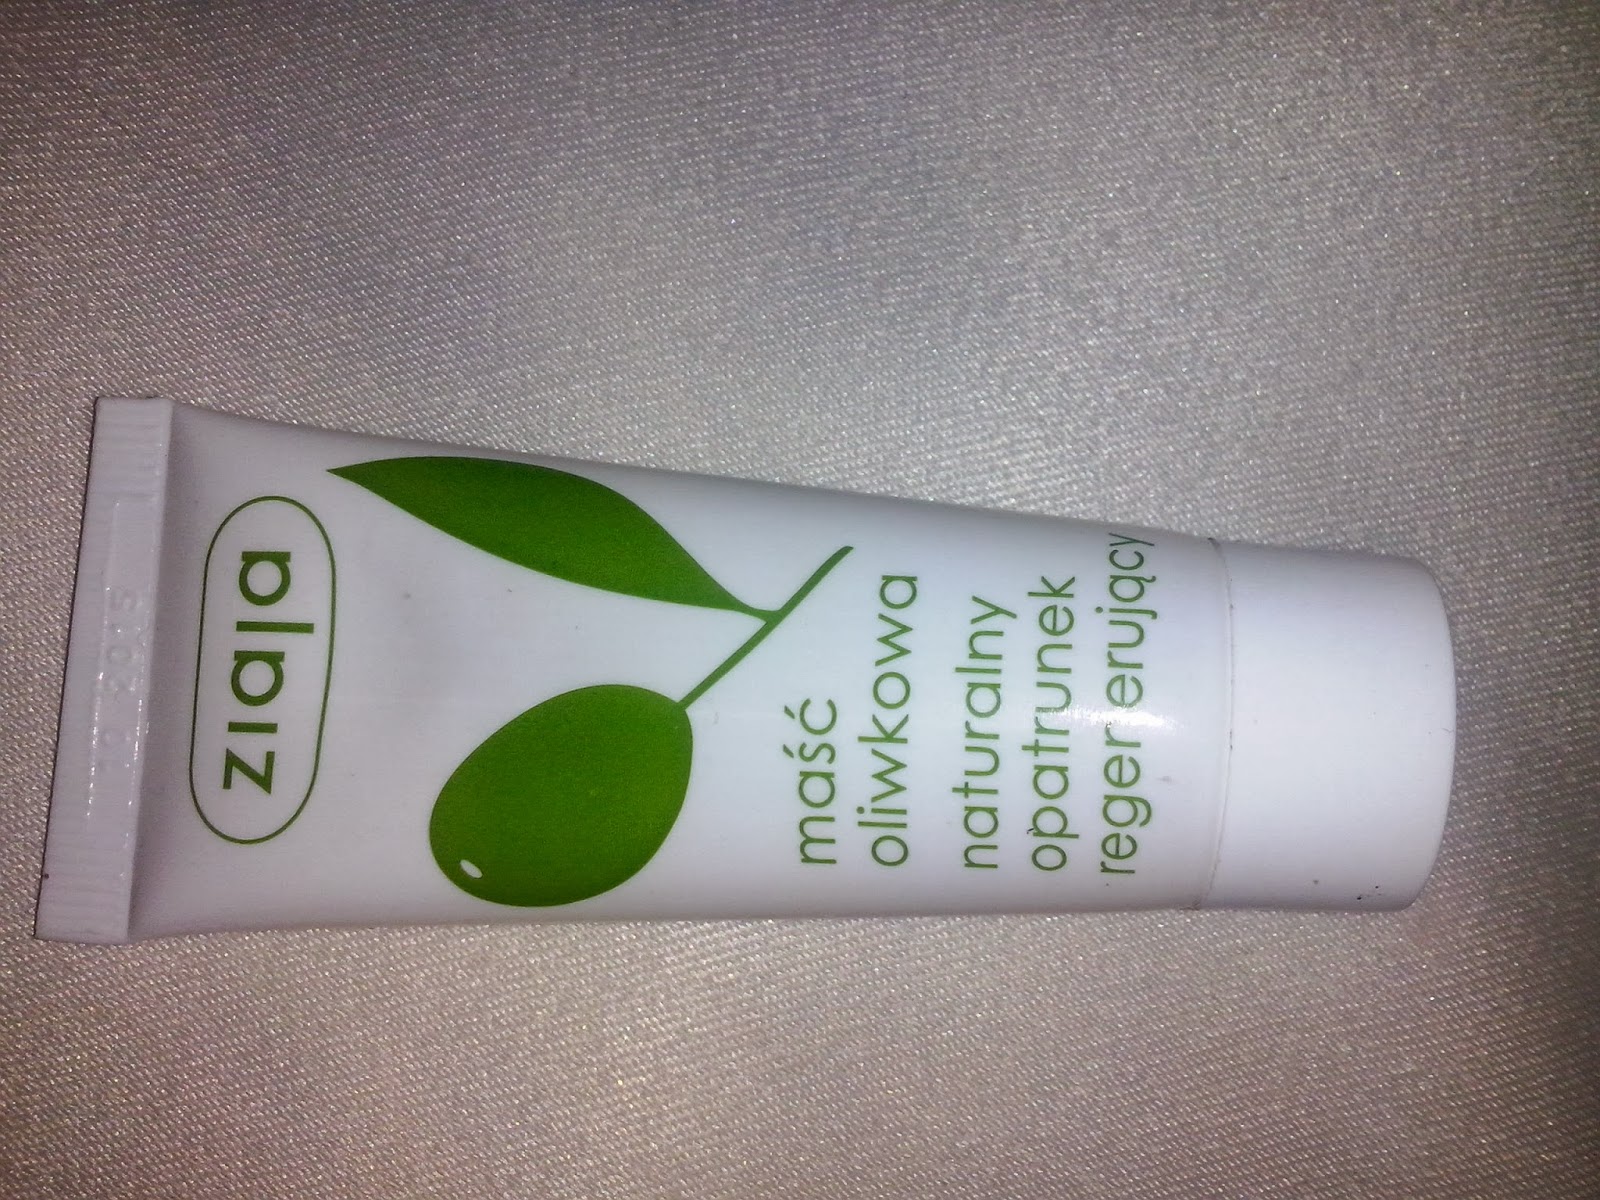 ziaja
maść
oliwkowa
naturalny
opatrunek
regenerujący